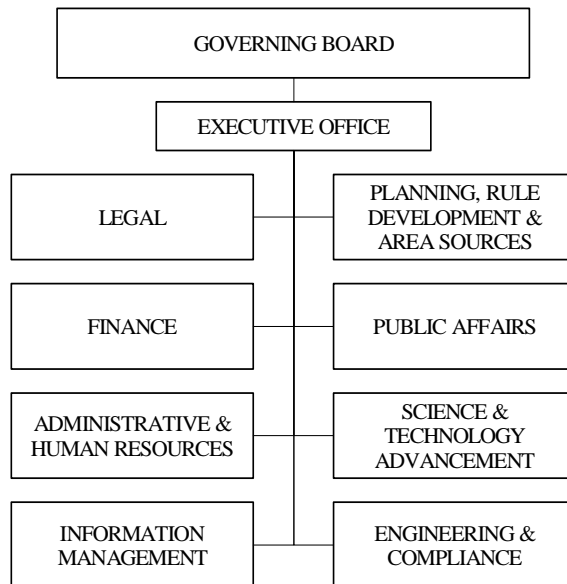 GOVERNING BOARD
EXECUTIVE OFFICE
LEGAL
PLANNING, RULE
DEVELOPMENT &
AREA SOURCES
FINANCE
PUBLIC AFFAIRS
ADMINISTRATIVE &
HUMAN RESOURCES
SCIENCE &
TECHNOLOGY
ADVANCEMENT
INFORMATION
MANAGEMENT
ENGINEERING &
COMPLIANCE